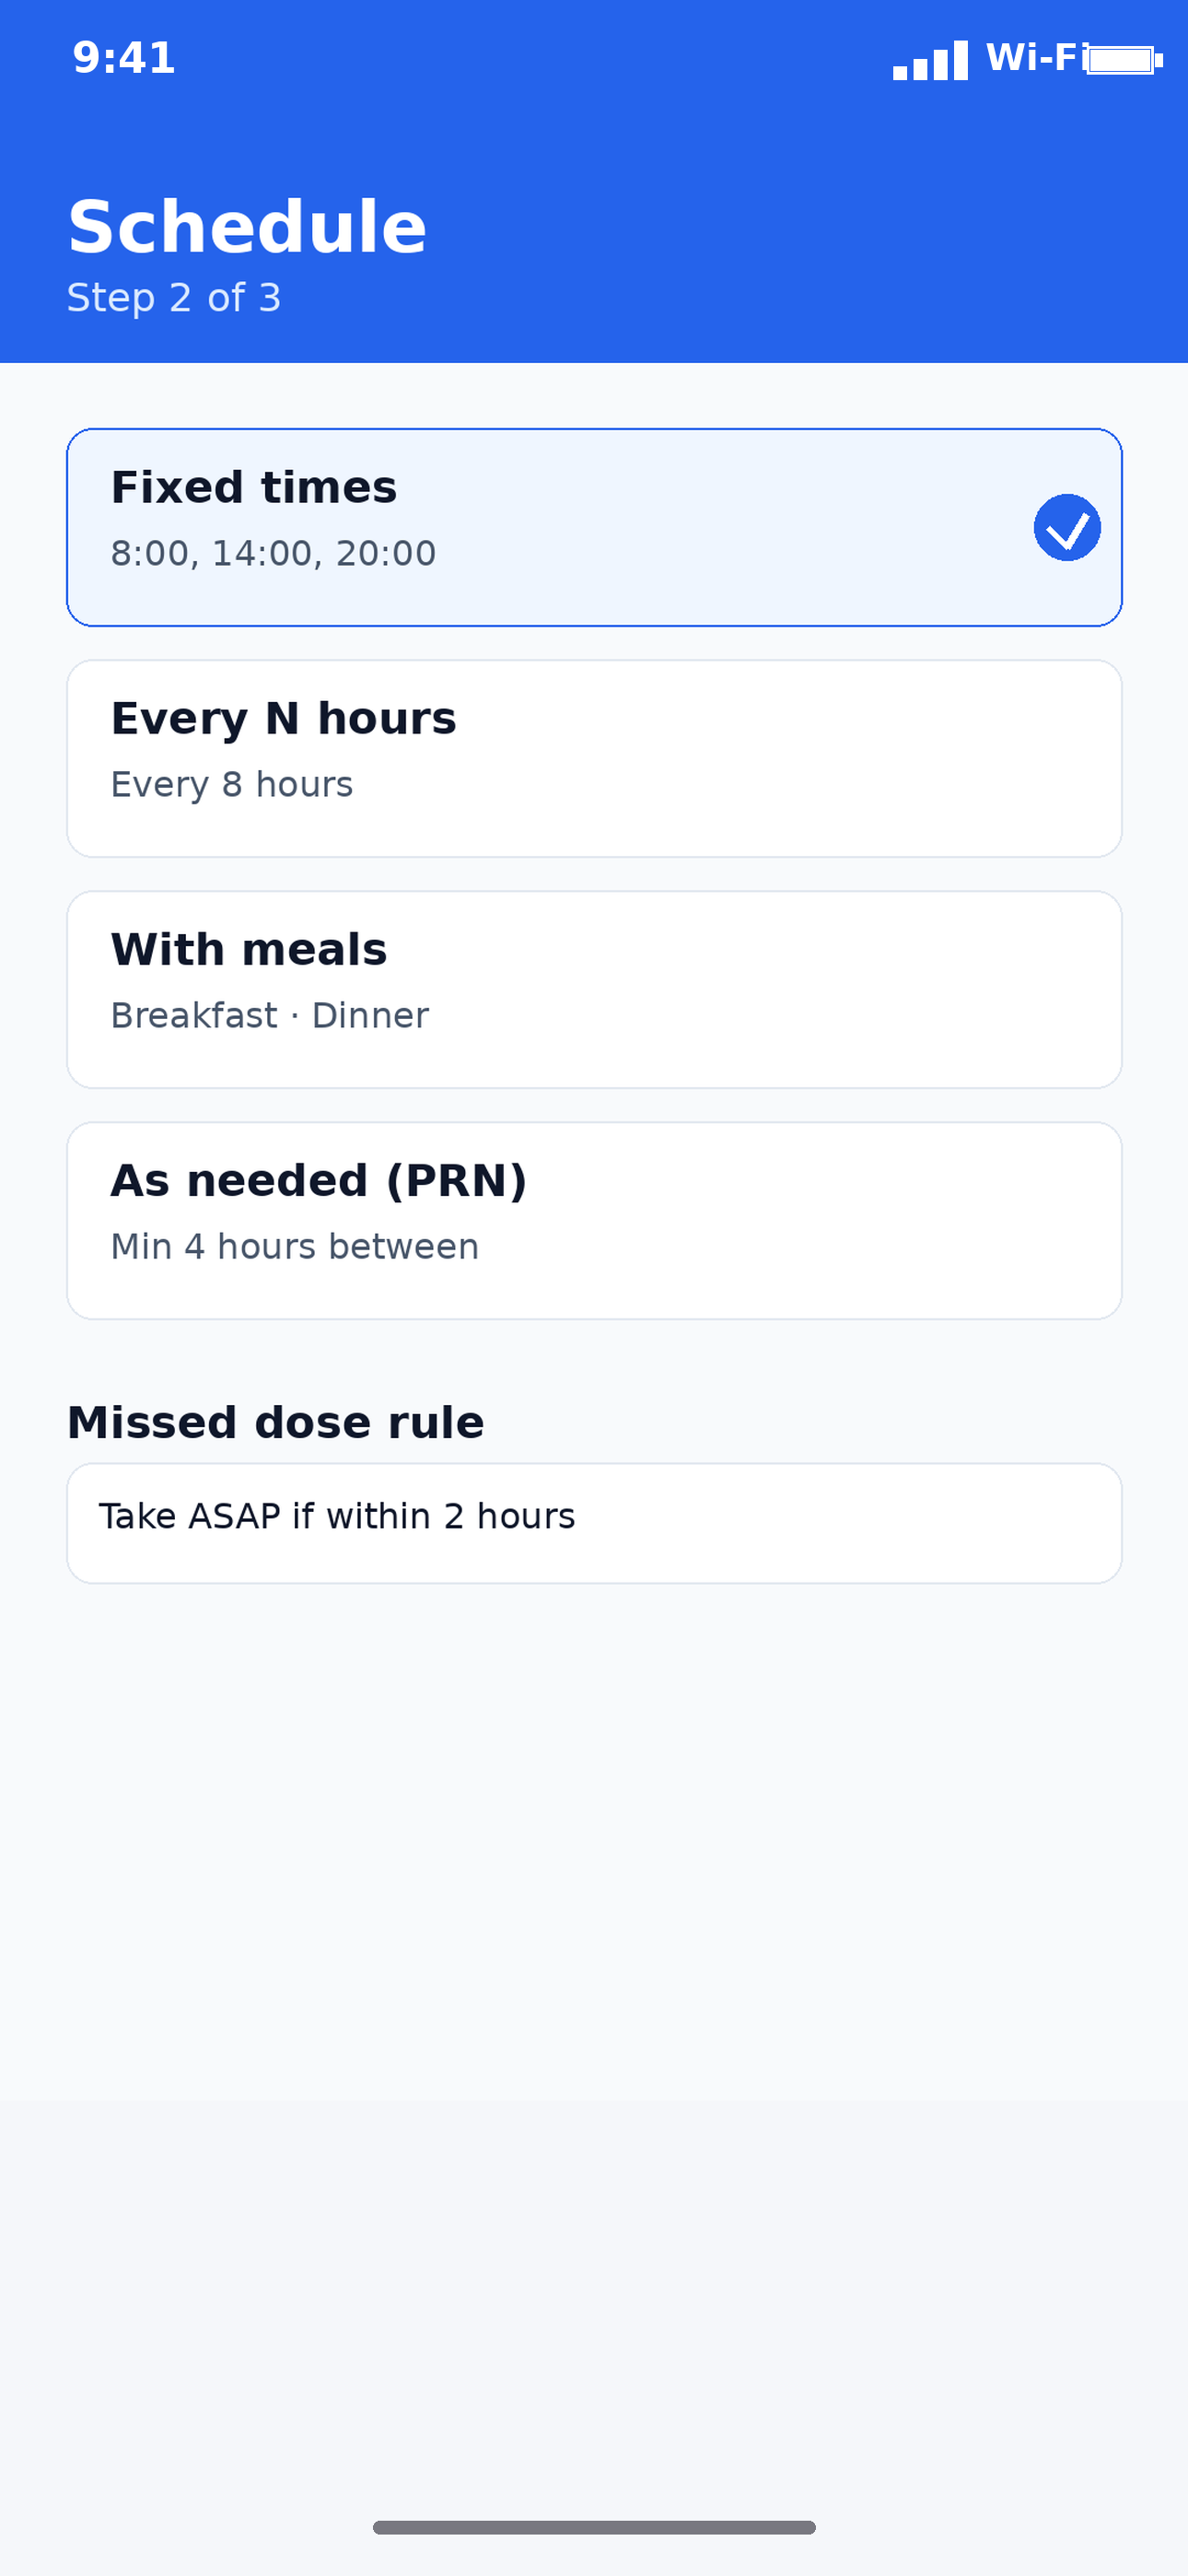 9:41 Wi-Fi
Schedule
Step 2 of 3
Fixed times
8:00, 14:00, 20:00
Every N hours
Every 8 hours
With meals
Breakfast · Dinner
As needed (PRN)
Min 4 hours between
Missed dose rule
Take ASAP if within 2 hours